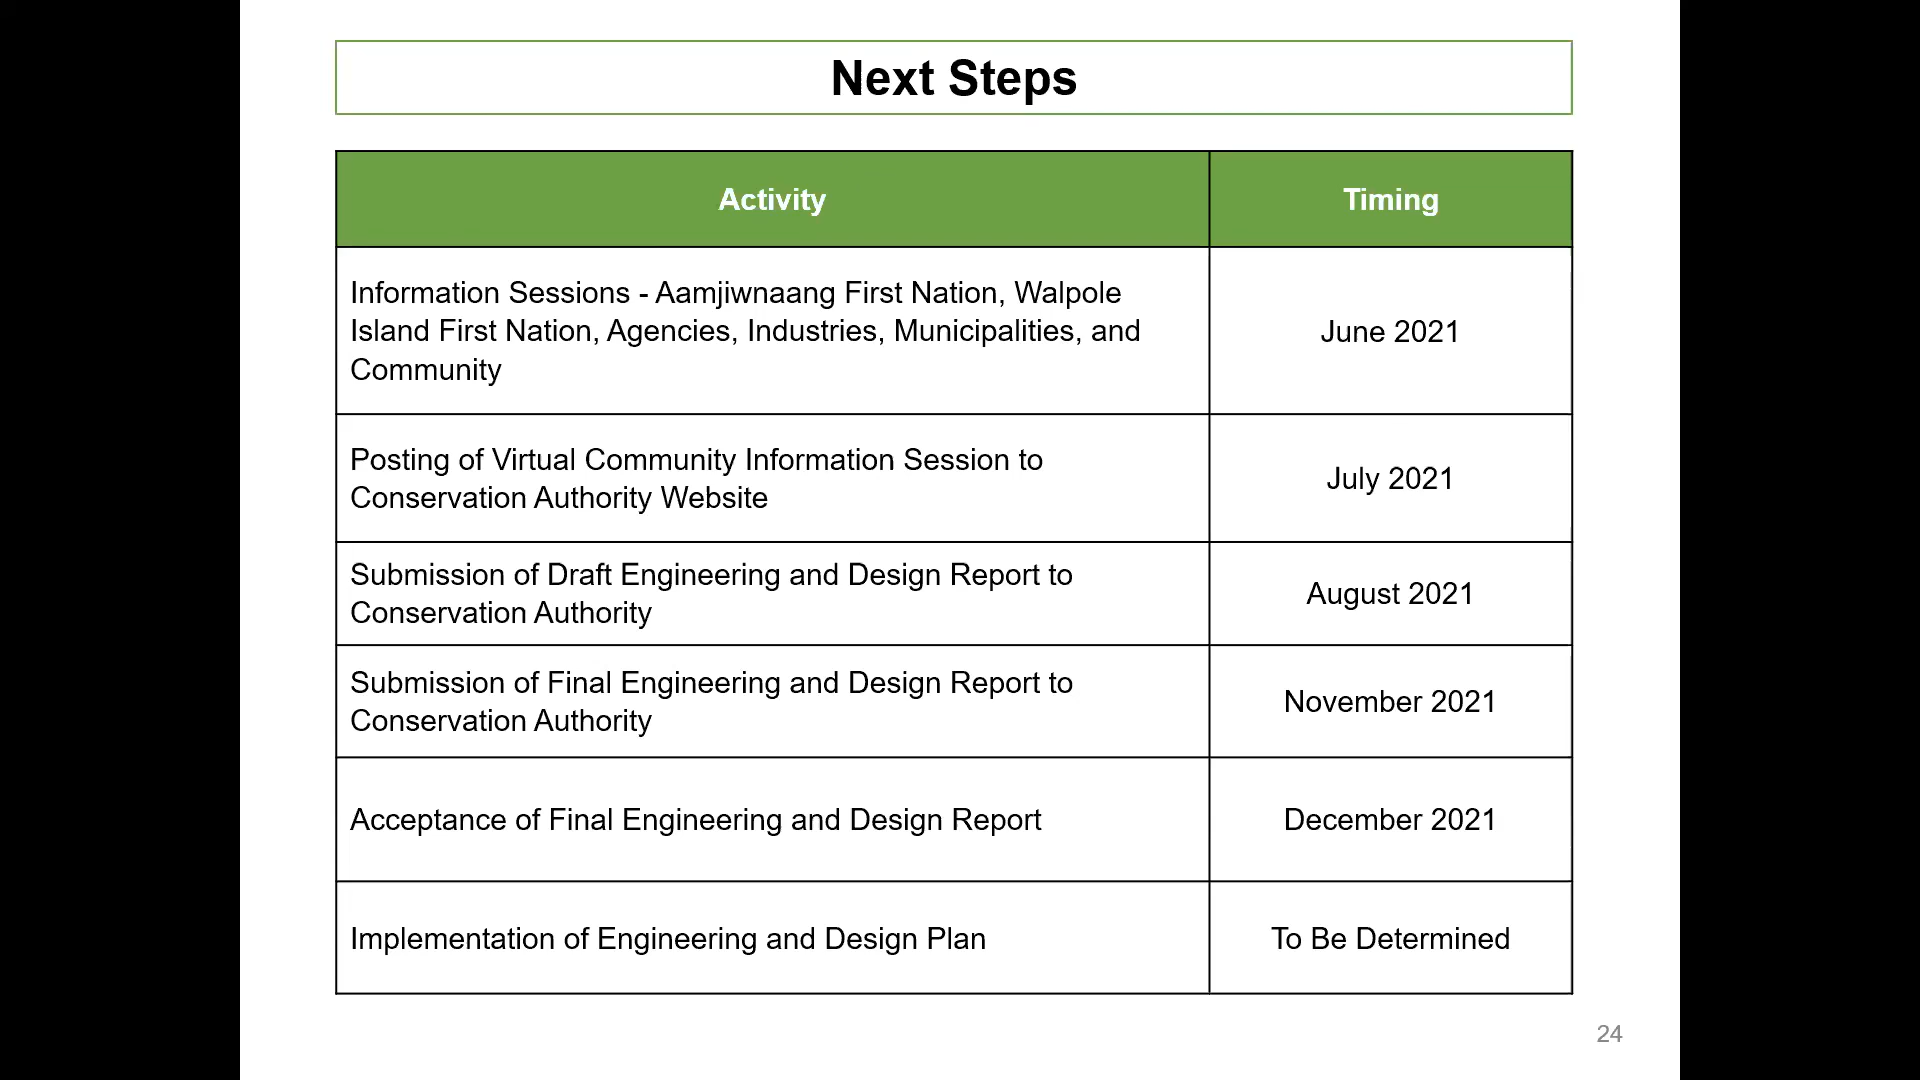 Next Steps
Activity
Timing
Information Sessions - Aamjiwnaang First Nation, Walpole
Island First Nation, Agencies, Industries, Municipalities, and
Community
June 2021
Posting of Virtual Community Information Session to
Conservation Authority Website
July 2021
Submission of Draft Engineering and Design Report to
Conservation Authority
August 2021
Submission of Final Engineering and Design Report to
Conservation Authority
November 2021
Acceptance of Final Engineering and Design Report
December 2021
Implementation of Engineering and Design Plan
To Be Determined
24